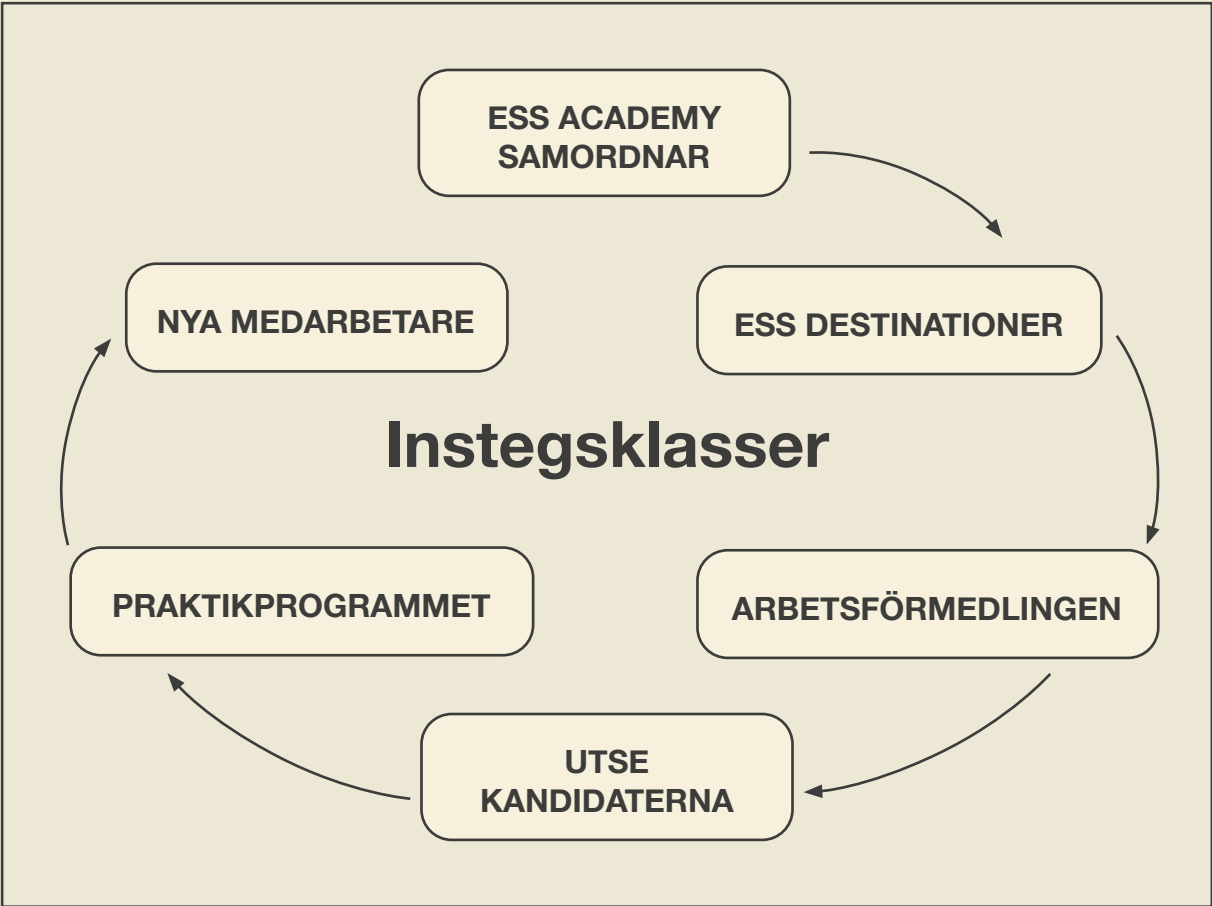 ESS ACADEMY
SAMORDNAR
NYA MEDARBETARE
ESS DESTINATIONER
Instegsklasser
PRAKTIKPROGRAMMET
ARBETSFÖRMEDLINGEN
UTSE
KANDIDATERNA